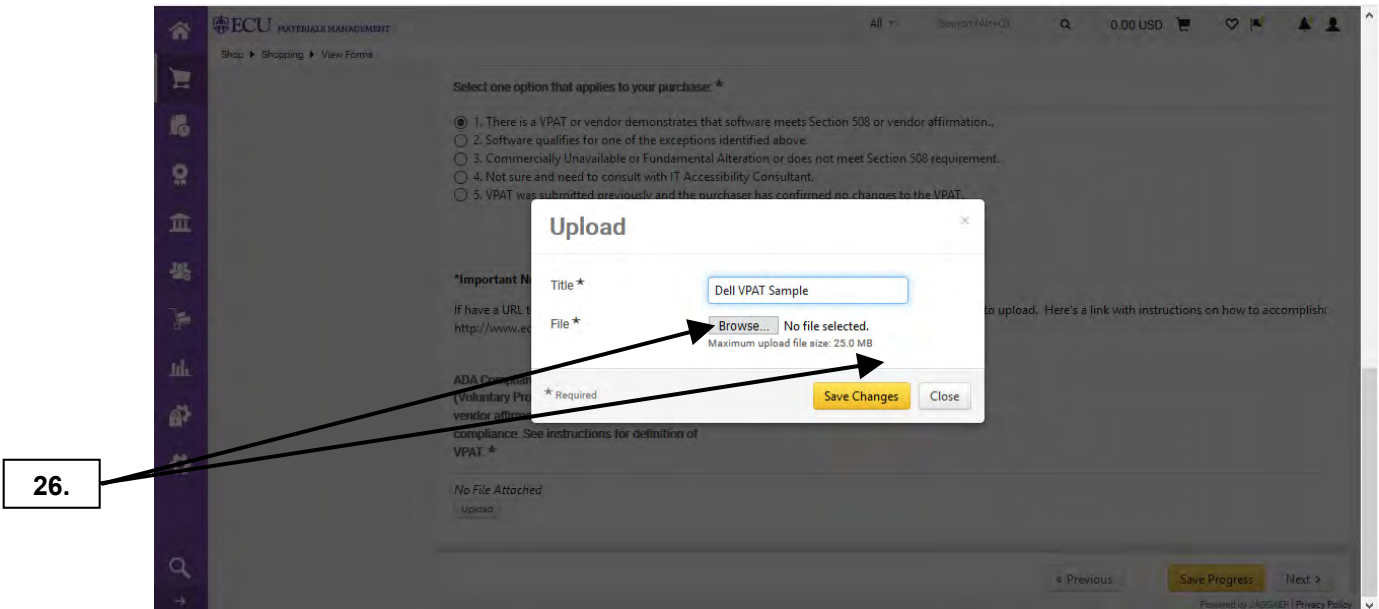 ECU MATERIALS MANAGEMENT
All
Search (Alt+Q)
0.00 USD
Shop Shopping View Forms
Select one option that applies to your purchase: *
1. There is a VPAT or vendor demonstrates that software meets Section 508 or vendor affirmation..
2. Software qualifies for one of the exceptions identified above.
3. Commercially Unavailable or Fundamental Alteration or does not meet Section 508 requirement.
4. Not sure and need to consult with IT Accessibility Consultant.
5. VPAT was submitted previously and the purchaser has confirmed no changes to the VPAT.
Upload
×
Title *
Dell VPAT Sample
File *
Browse... No file selected.
Maximum upload file size: 25.0 MB
* Required
Save Changes
Close
*Important
If have a URL
to upload. Here's a link with instructions on how to
http://www.
ADA
(Voluntary
vendor
compliance. See instructions for definition of
VPAT. *
26.
No File Attached
Upload
Previous
Save Progress
Next
Powered by JAGGAER | Privacy Policy